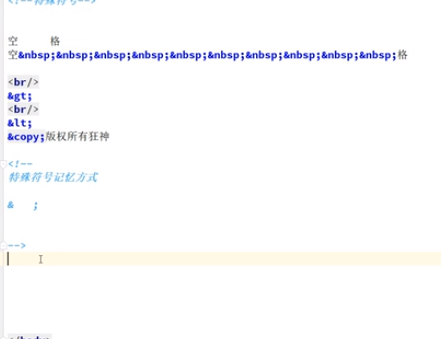 <!--特殊符号-->
空 格
空&nbsp;&nbsp;&nbsp;&nbsp;&nbsp;&nbsp;&nbsp;&nbsp;&nbsp;&nbsp;格
<br/>
&gt;
<br/>
&lt;
&copy;版权所有狂神
<!--
特殊符号记忆方式
& ;
-->
</body>